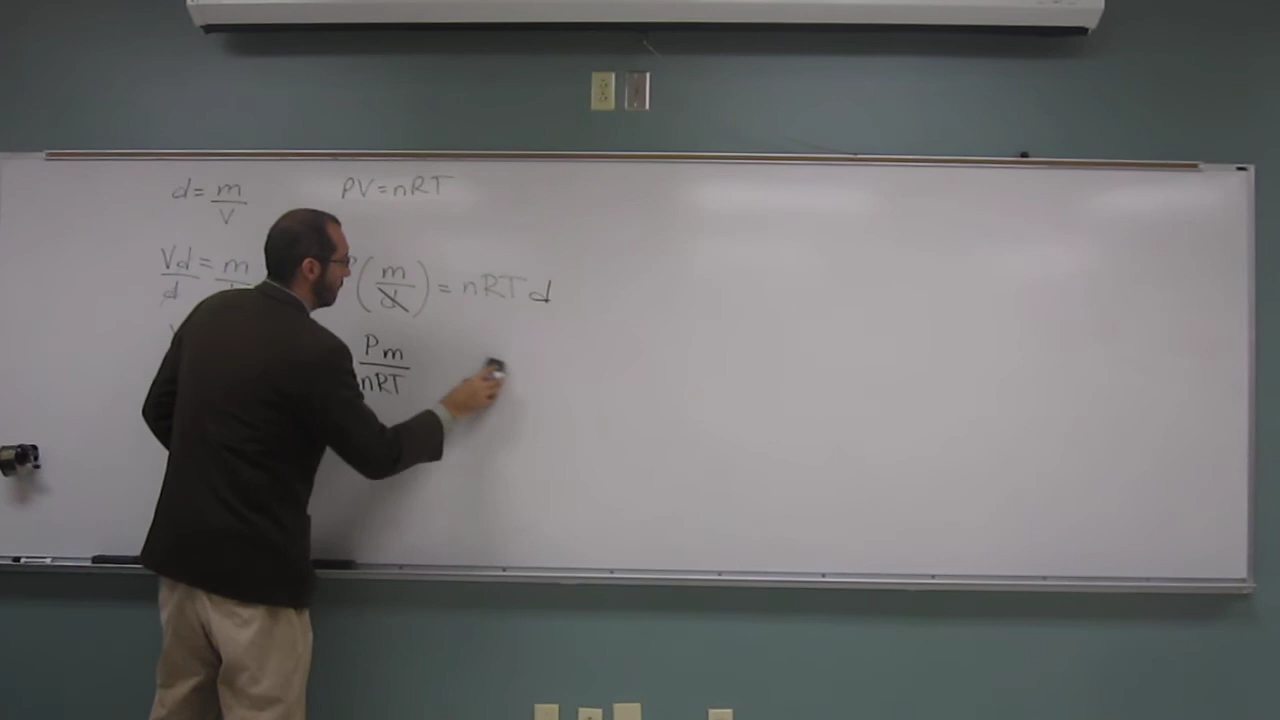 d = m/V
PV = nRT
Vd/d = m/
(m/d) = nRT d
Pm/nRT